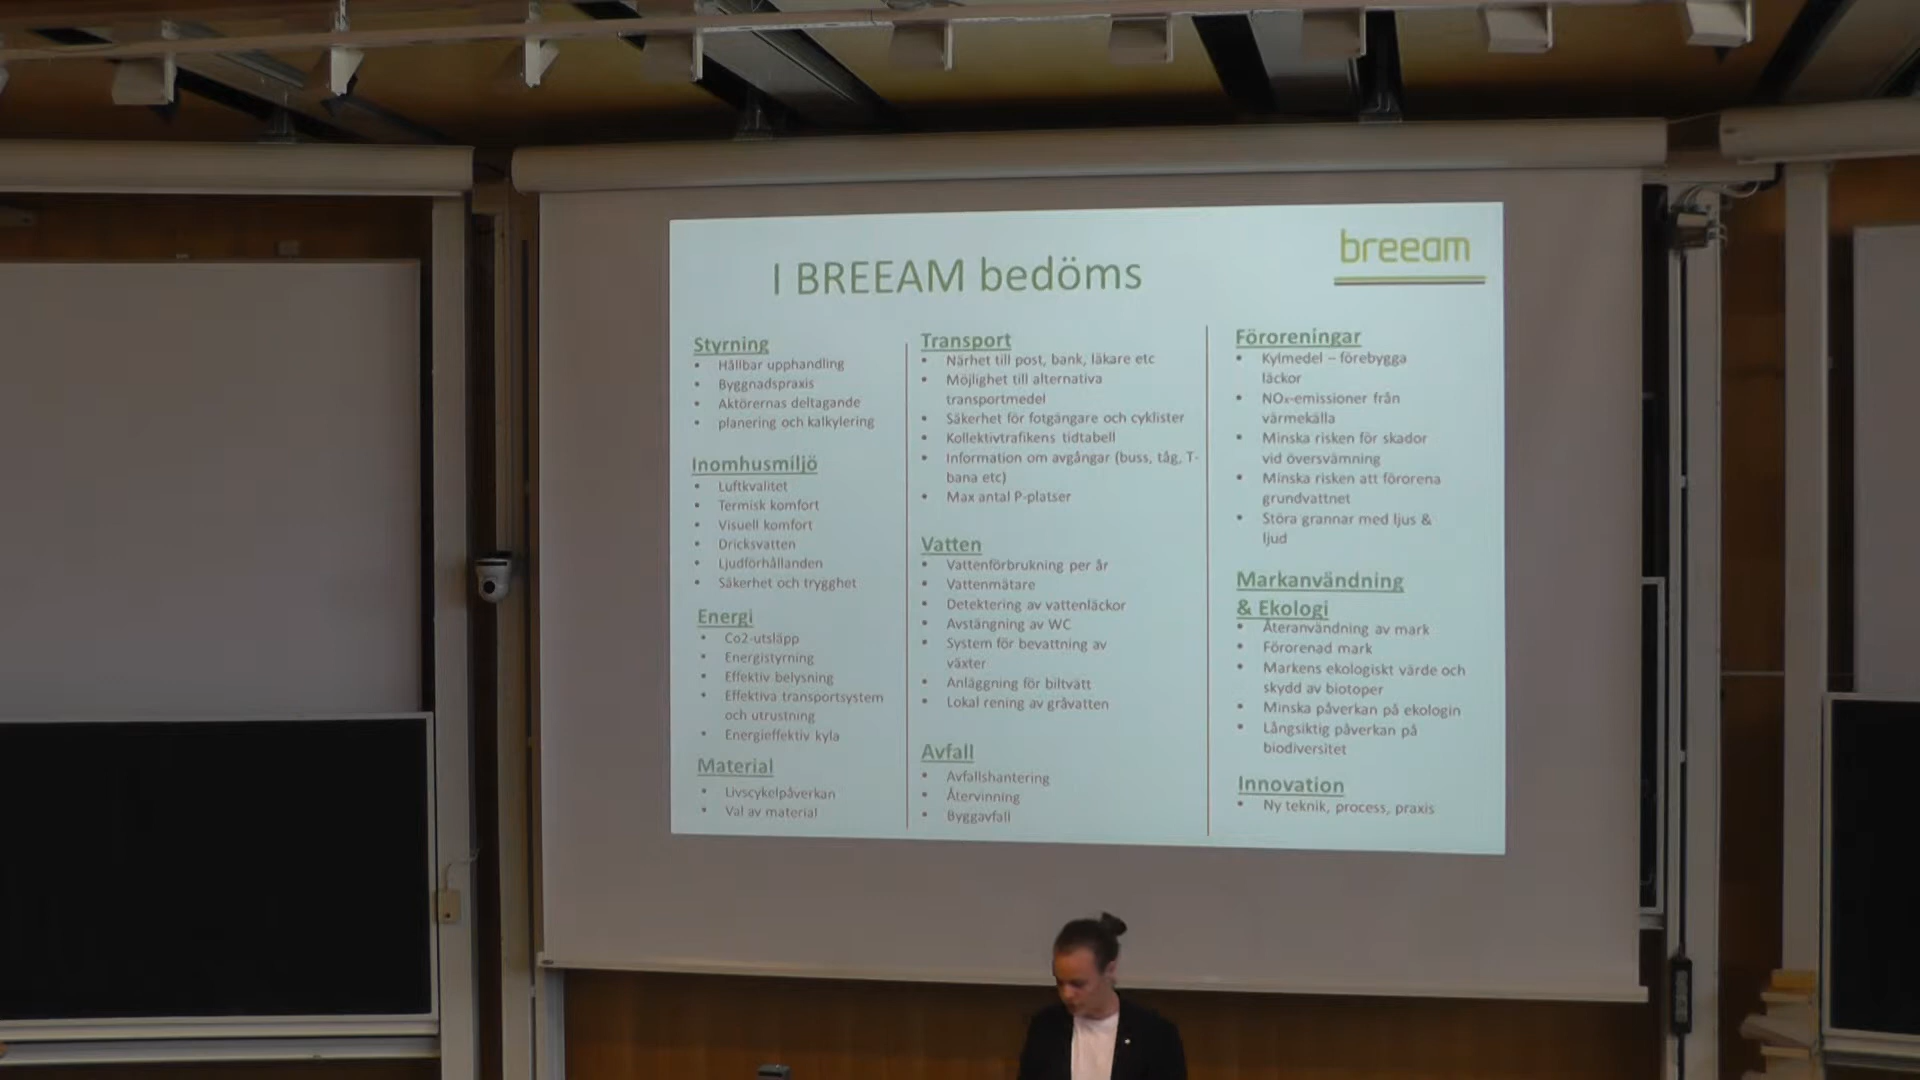 I BREEAM bedöms
breeam
Styrning
• Hållbar upphandling
• Byggnadspraxis
• Aktörernas deltagande
• planering och kalkylering
Inomhusmiljö
• Luftkvalitet
• Termisk komfort
• Visuell komfort
• Dricksvatten
• Ljudförhållanden
• Säkerhet och trygghet
Energi
• Co2-utsläpp
• Energistyrning
• Effektiv belysning
• Effektiva transportsystem
och utrustning
• Energieffektiv kyla
Material
• Livscykelpåverkan
• Val av material
Transport
• Närhet till post, bank, läkare etc
• Möjlighet till alternativa
transportmedel
• Säkerhet för fotgängare och cyklister
• Kollektivtrafikens tidtabell
• Information om avgångar (buss, tåg, T-
bana etc)
• Max antal P-platser
Vatten
• Vattenförbrukning per år
• Vattenmätare
• Detektering av vattenläckor
• Avstängning av WC
• System för bevattning av
växter
• Anläggning för biltvätt
• Lokal rening av gråvatten
Avfall
• Avfallshantering
• Återvinning
• Byggavfall
Föroreningar
• Kylmedel – förebygga
läckor
• NOx-emissioner från
värmekälla
• Minska risken för skador
vid översvämning
• Minska risken att förorena
grundvattnet
• Störa grannar med ljus &
ljud
Markanvändning
& Ekologi
• Återanvändning av mark
• Förorenad mark
• Markens ekologiskt värde och
skydd av biotoper
• Minska påverkan på ekologin
• Långsiktig påverkan på
biodiversitet
Innovation
• Ny teknik, process, praxis